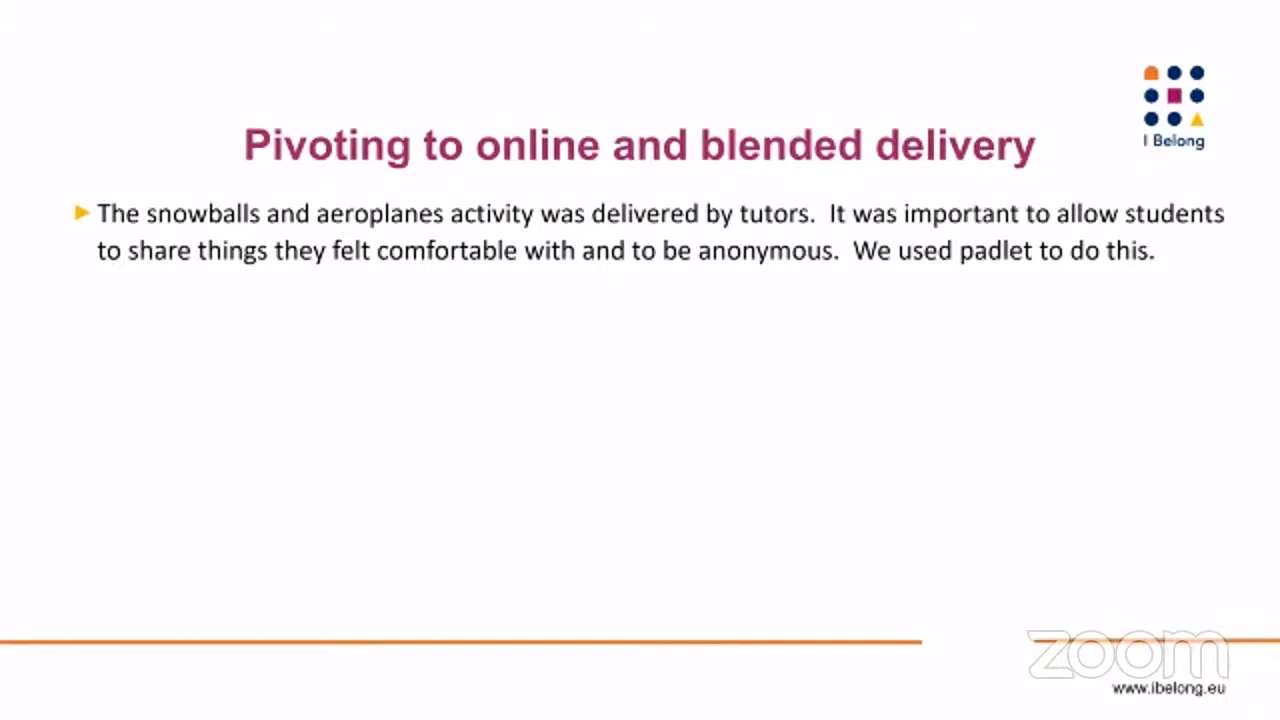 I Belong
Pivoting to online and blended delivery
The snowballs and aeroplanes activity was delivered by tutors.  It was important to allow students
to share things they felt comfortable with and to be anonymous.  We used padlet to do this.
zoom
www.ibelong.eu